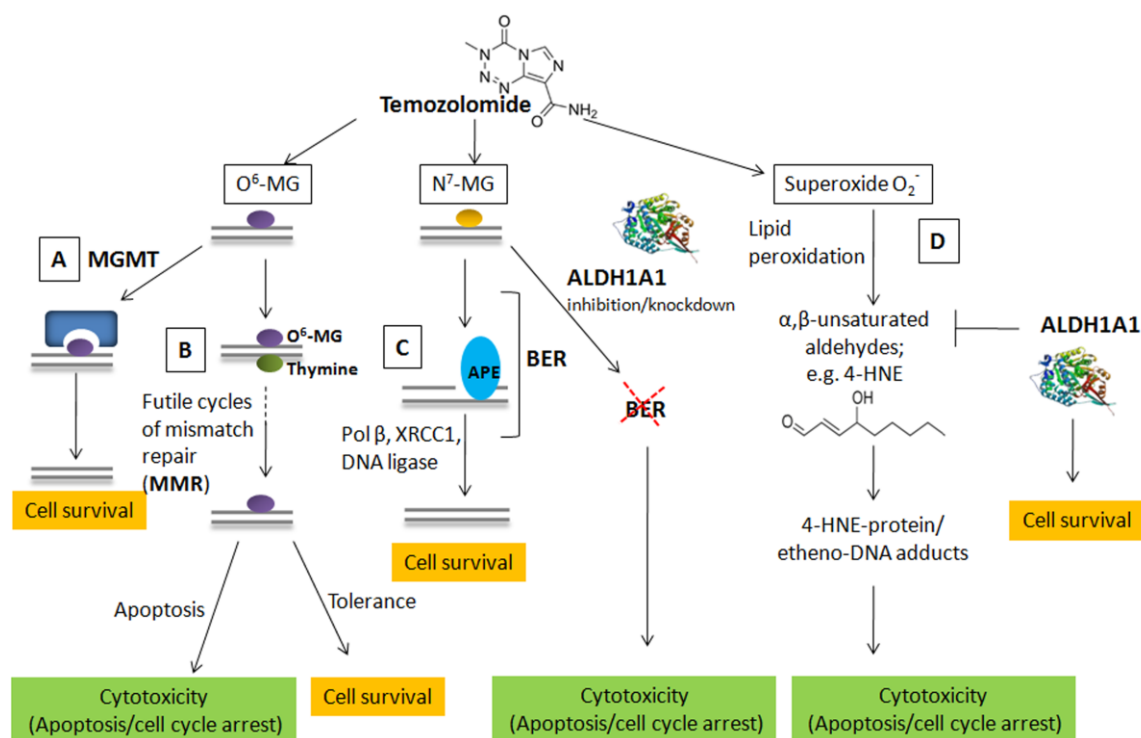 O
N
N
N
N
N
N
NH2
O
Temozolomide
O6-MG
N7-MG
Superoxide O2-
A
MGMT
Lipid
peroxidation
D
ALDH1A1
inhibition/knockdown
B
O6-MG
Thymine
C
APE
BER
α,β-unsaturated
aldehydes;
e.g. 4-HNE
ALDH1A1
Futile cycles
of mismatch
repair
(MMR)
Pol β, XRCC1,
DNA ligase
BER
OH
O
Cell survival
4-HNE-protein/
etheno-DNA adducts
Cell survival
Cell survival
Apoptosis
Tolerance
Cytotoxicity
(Apoptosis/cell cycle arrest)
Cell survival
Cytotoxicity
(Apoptosis/cell cycle arrest)
Cytotoxicity
(Apoptosis/cell cycle arrest)